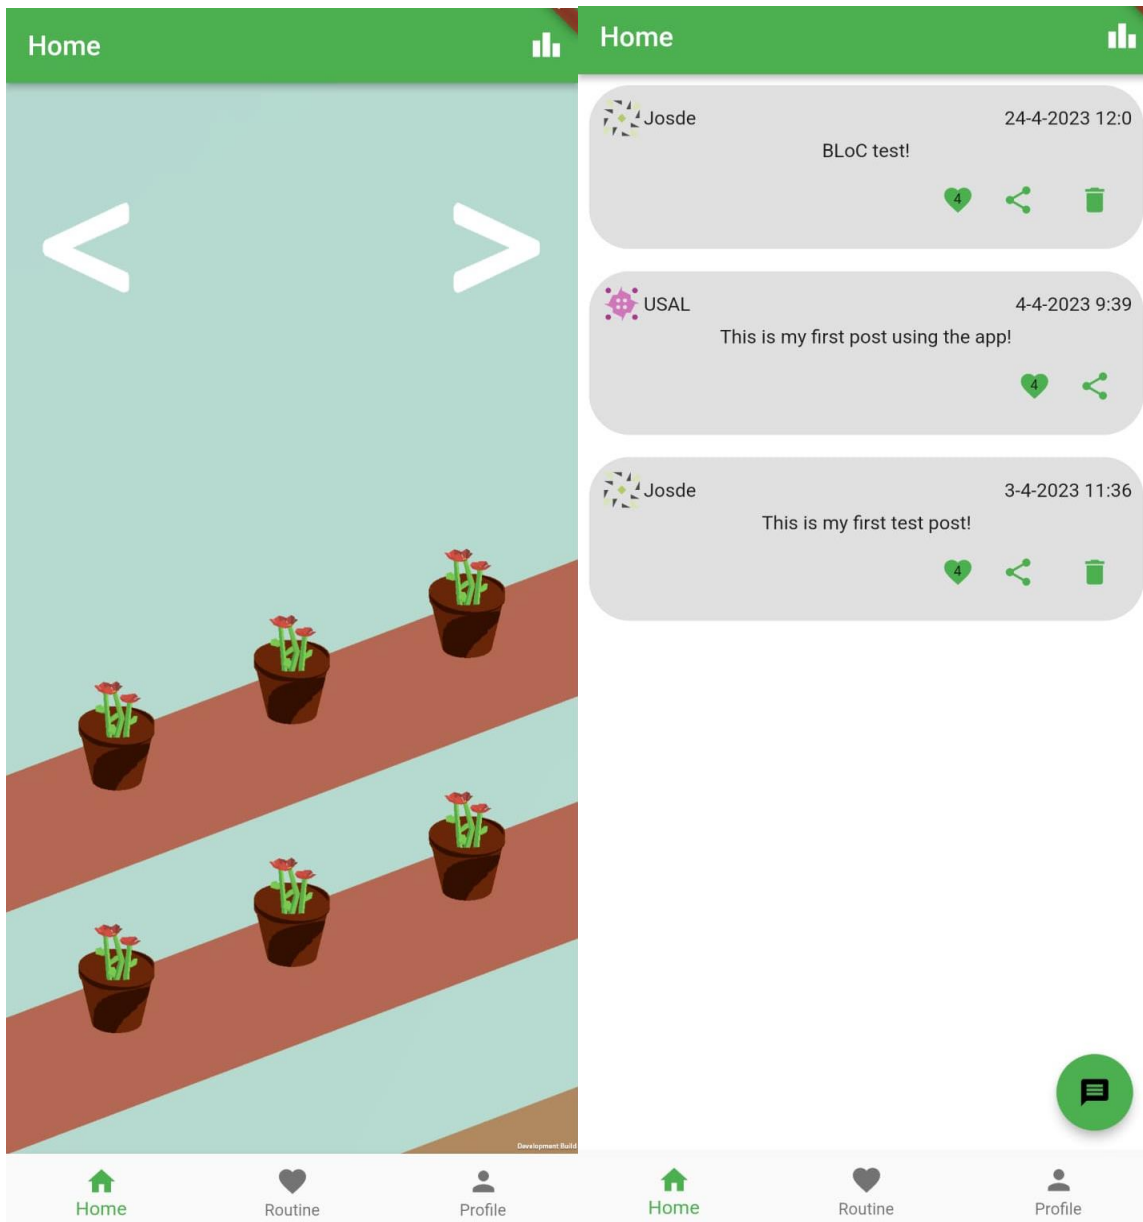 Home
< >
Development Build
Home Routine Profile
Home
Josde 24-4-2023 12:0
BLoC test!
4
USAL 4-4-2023 9:39
This is my first post using the app!
4
Josde 3-4-2023 11:36
This is my first test post!
4
Home Routine Profile